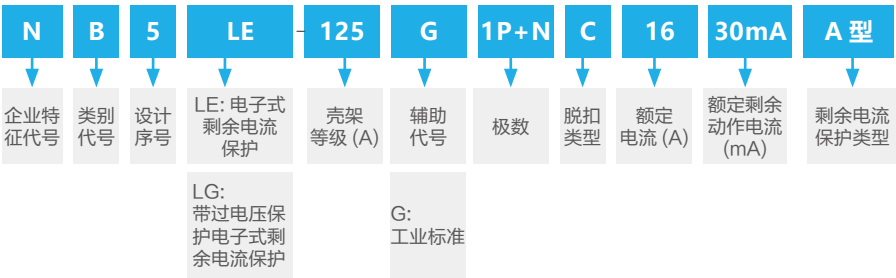 N B 5 LE - 125 G 1P+N C 16 30mA A 型
企业特
征代号
类别
代号
设计
序号
LE: 电子式
剩余电流
保护
壳架
等级 (A)
辅助
代号
极数
脱扣
类型
额定
电流 (A)
额定剩余
动作电流
(mA)
剩余电流
保护类型
LG:
带过电压保
护电子式剩
余电流保护
G:
工业标准